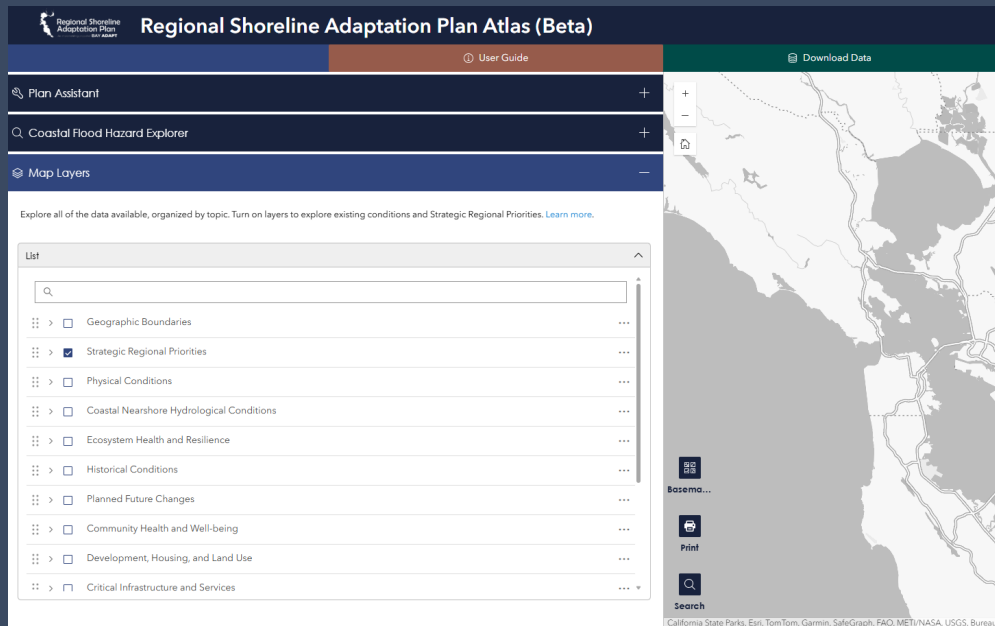 Regional Shoreline
Adaptation Plan
BAY ADAPT
Regional Shoreline Adaptation Plan Atlas (Beta)
User Guide
Download Data
Plan Assistant
Coastal Flood Hazard Explorer
Map Layers
Explore all of the data available, organized by topic. Turn on layers to explore existing conditions and Strategic Regional Priorities. Learn more.
List
Geographic Boundaries
Strategic Regional Priorities
Physical Conditions
Coastal Nearshore Hydrological Conditions
Ecosystem Health and Resilience
Historical Conditions
Planned Future Changes
Community Health and Well-being
Development, Housing, and Land Use
Critical Infrastructure and Services
Basema...
Print
Search
California State Parks, Esri, TomTom, Garmin, SafeGraph, FAO, METI/NASA, USGS, Bureau